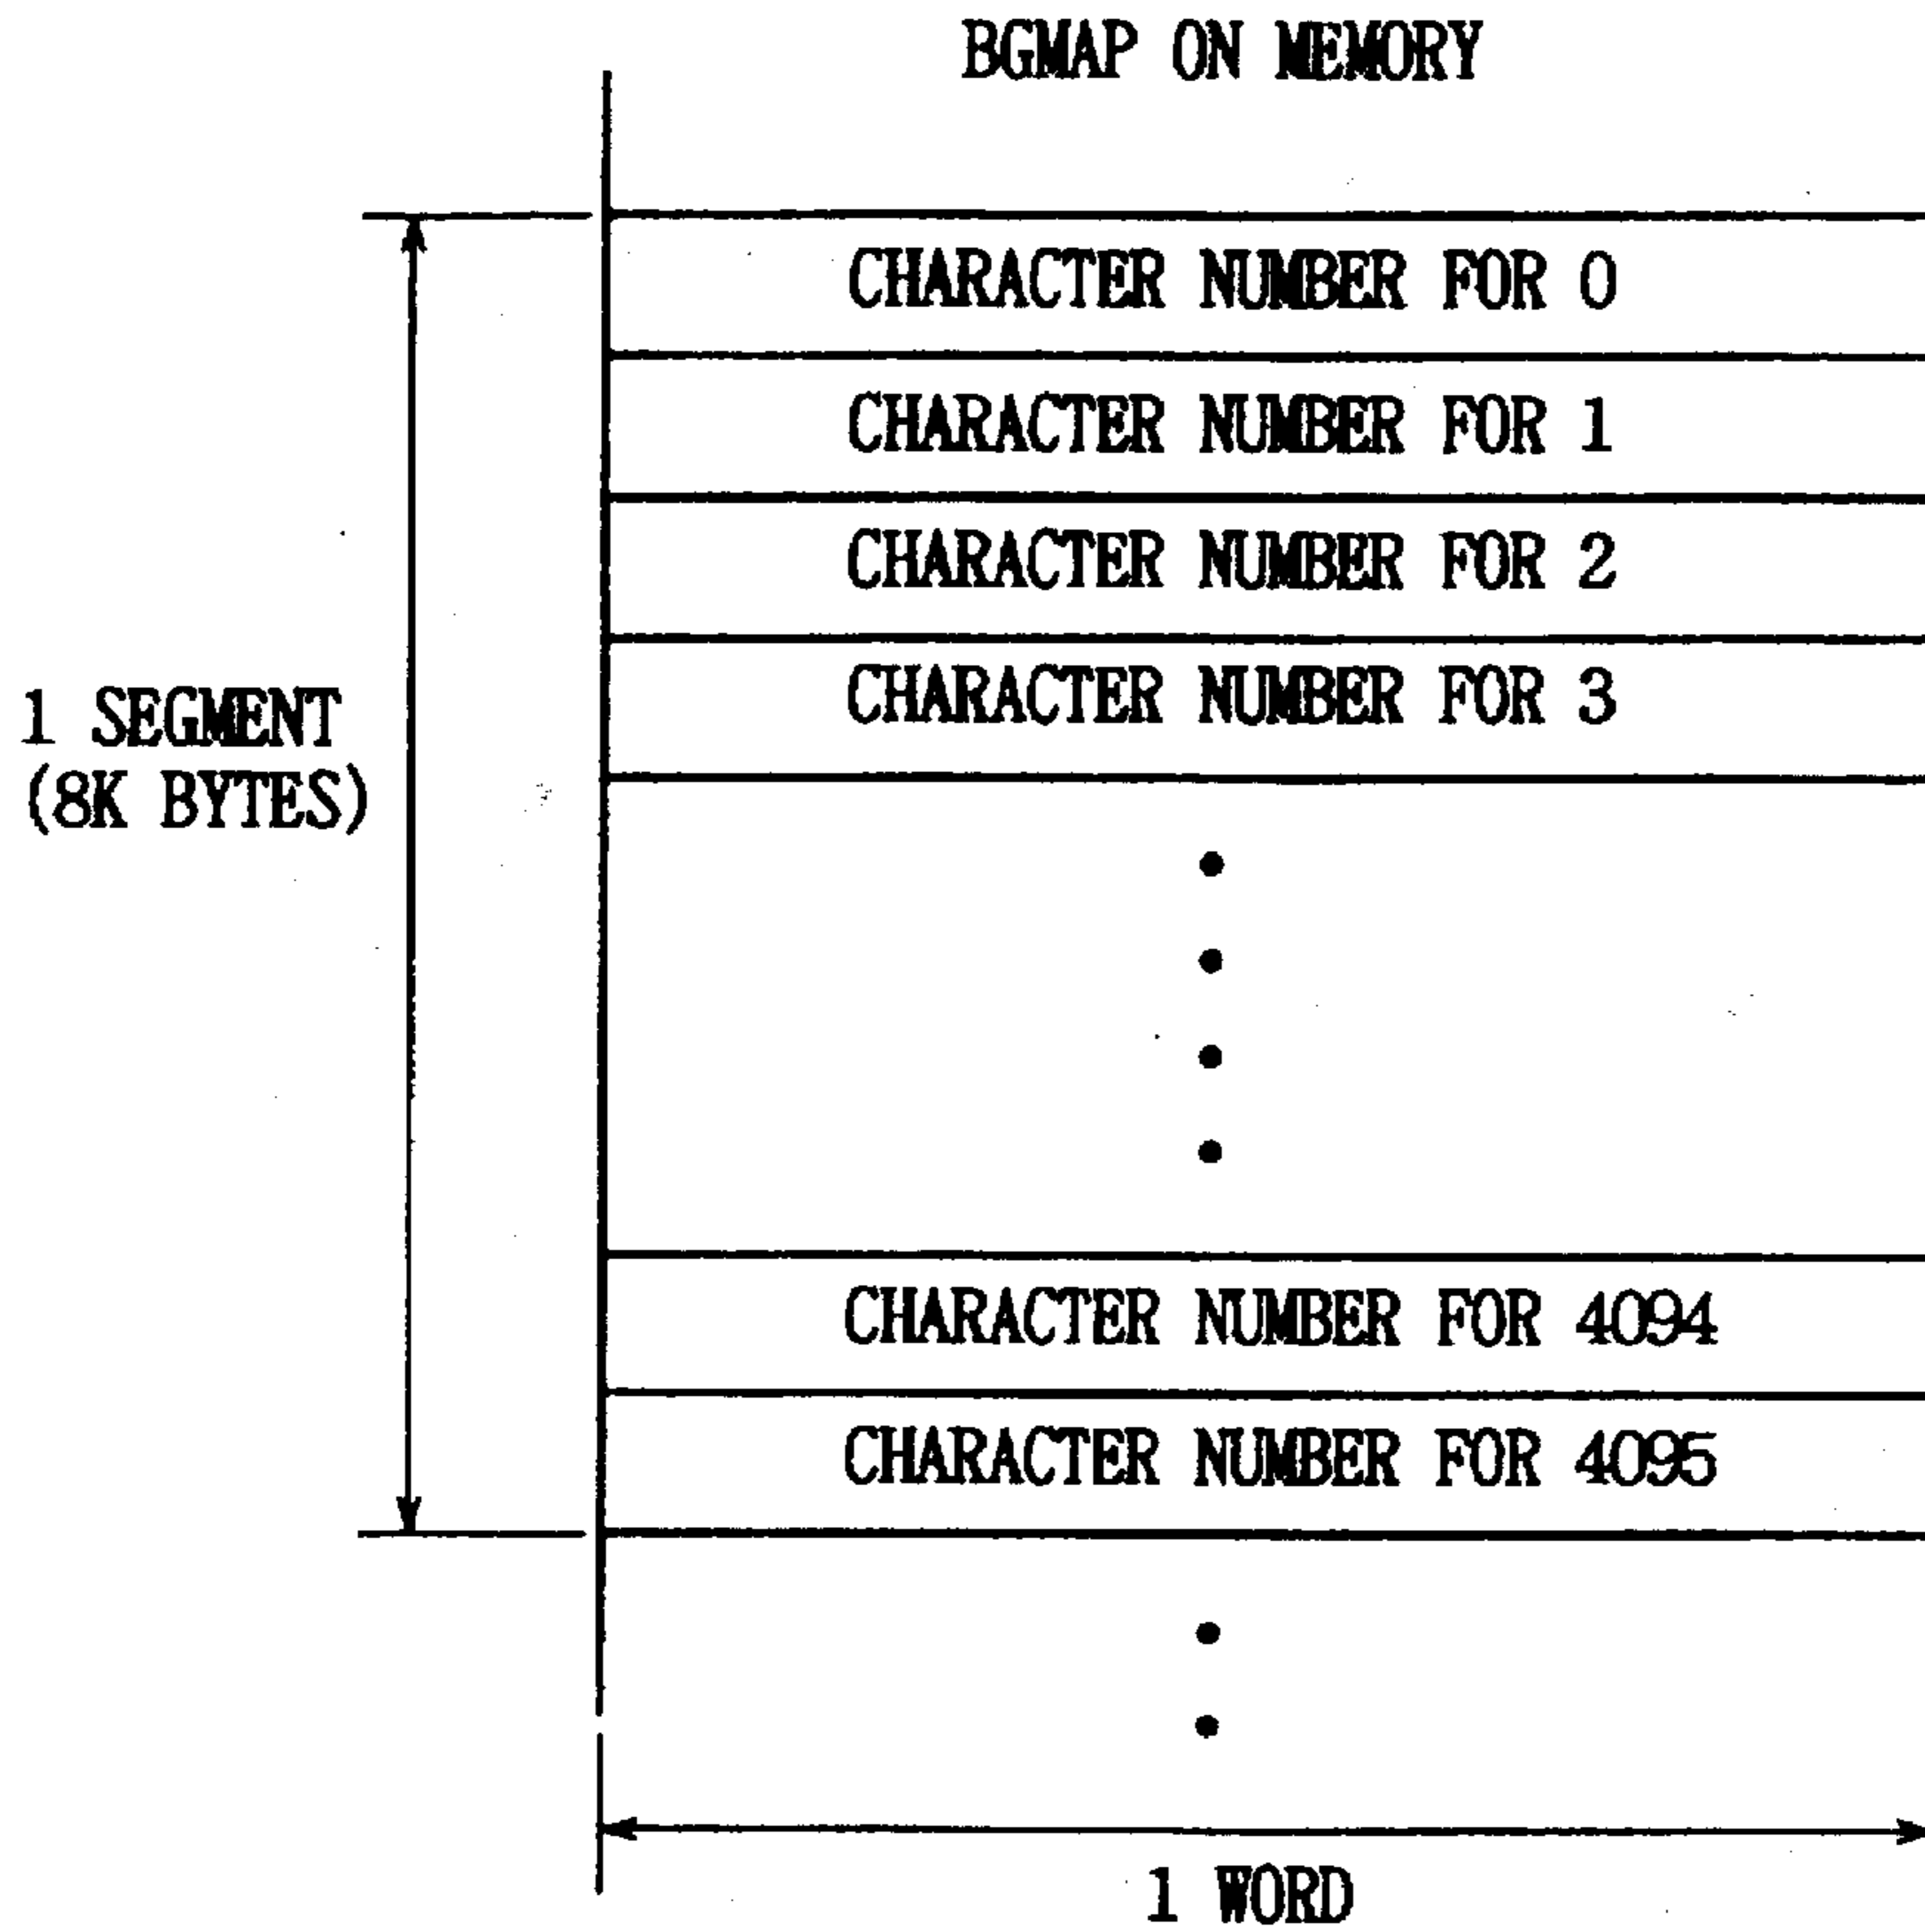 BGMAP ON MEMORY
CHARACTER NUMBER FOR 0
CHARACTER NUMBER FOR 1
CHARACTER NUMBER FOR 2
CHARACTER NUMBER FOR 3
1 SEGMENT
(8K BYTES)
CHARACTER NUMBER FOR 4094
CHARACTER NUMBER FOR 4095
1 WORD